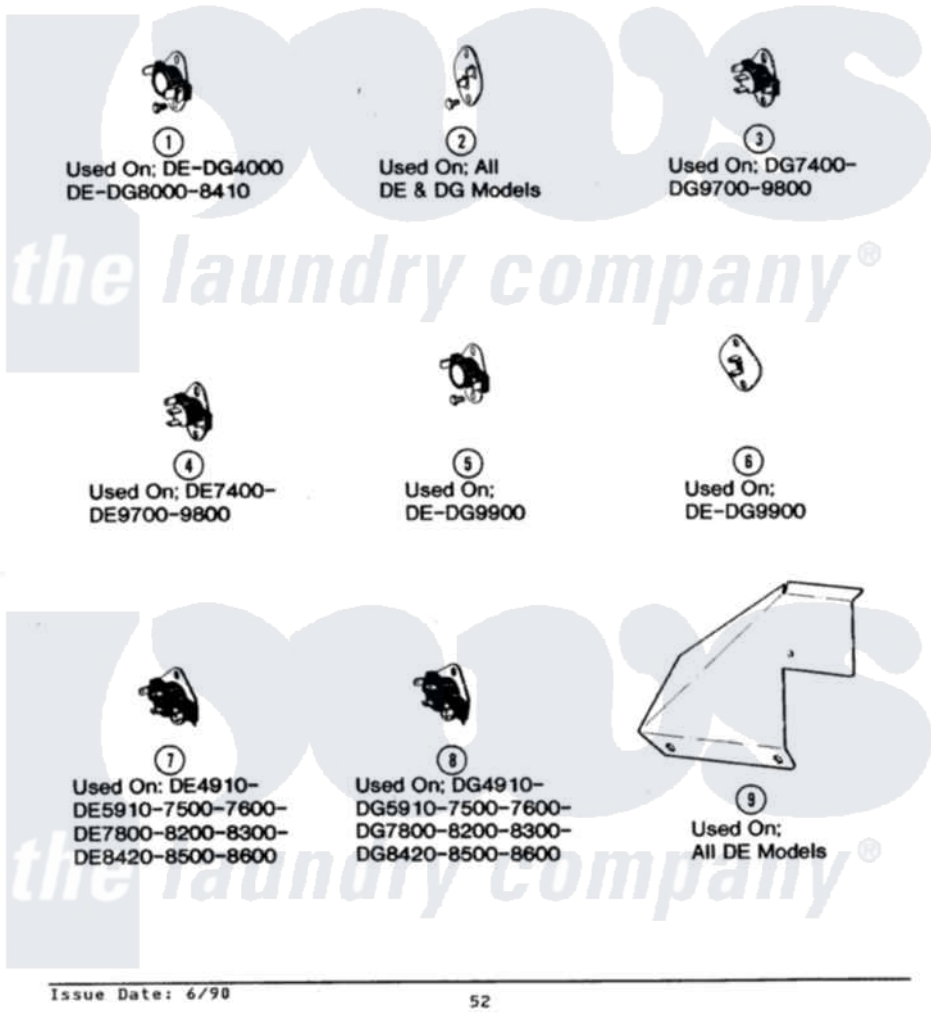 1
Used On; DE-DG4000
DE-DG8000-8410
2
Used On; All
DE & DG Models
3
Used On; DG7400-
DG9700-9800
the laundry company®
4
Used On; DE7400-
DE9700-9800
5
Used On;
DE-DG9900
6
Used On;
DE-DG9900
7
Used On; DE4910-
DE5910-7500-7600-
DE7800-8200-8300-
DE8420-8500-8600
8
Used On; DG4910-
DG5910-7500-7600-
DG7800-8200-8300-
DG8420-8500-8600
9
Used On;
All DE Models
the laundry company®
Issue Date: 6/90
52